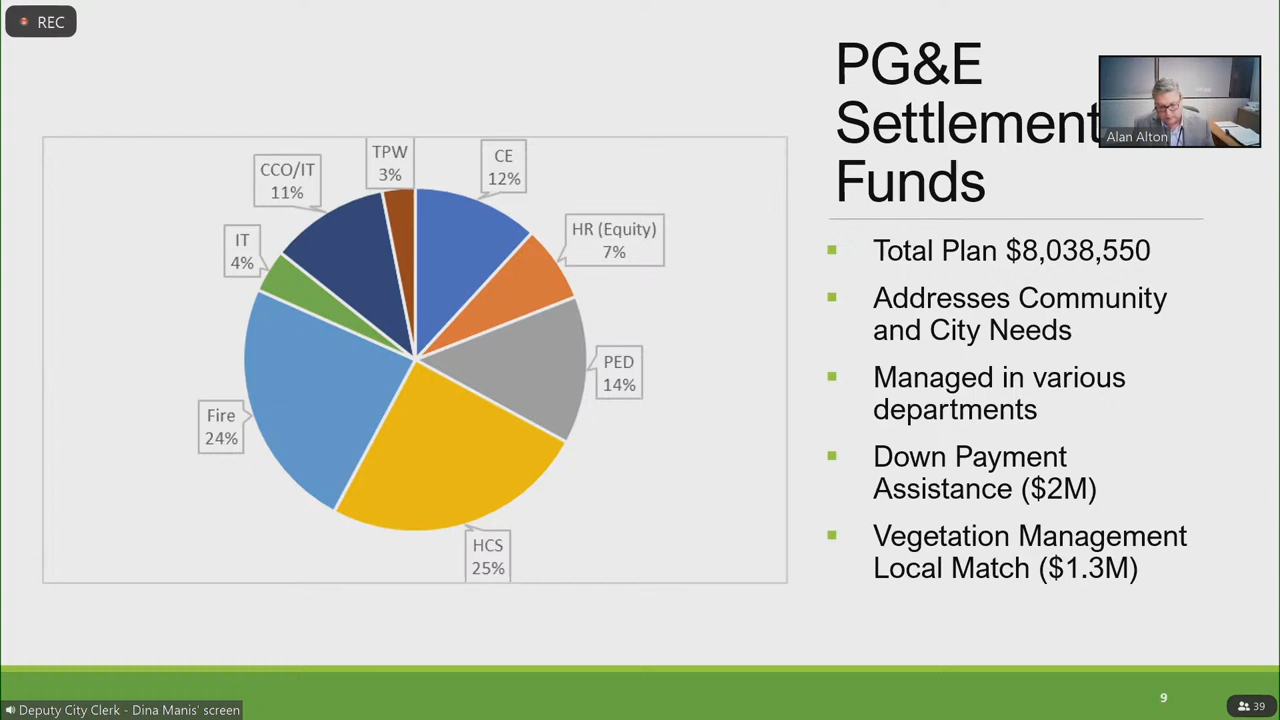 REC
PG&E
Settlement
Funds
Alan Alton
TPW
3%
CE
12%
CCO/IT
11%
HR (Equity)
7%
IT
4%
PED
14%
Fire
24%
HCS
25%
Total Plan $8,038,550
Addresses Community
and City Needs
Managed in various
departments
Down Payment
Assistance ($2M)
Vegetation Management
Local Match ($1.3M)
9
Deputy City Clerk - Dina Manis' screen
39